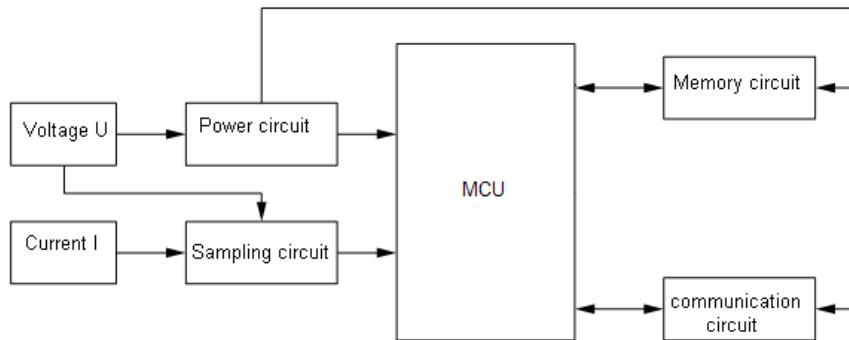 Voltage U
Power circuit
Memory circuit
MCU
Current I
Sampling circuit
communication
circuit